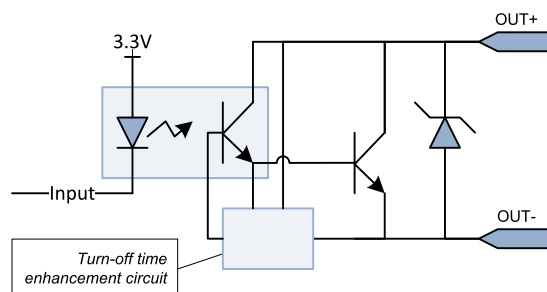 OUT+
3.3V
Input
OUT-
Turn-off time
enhancement circuit